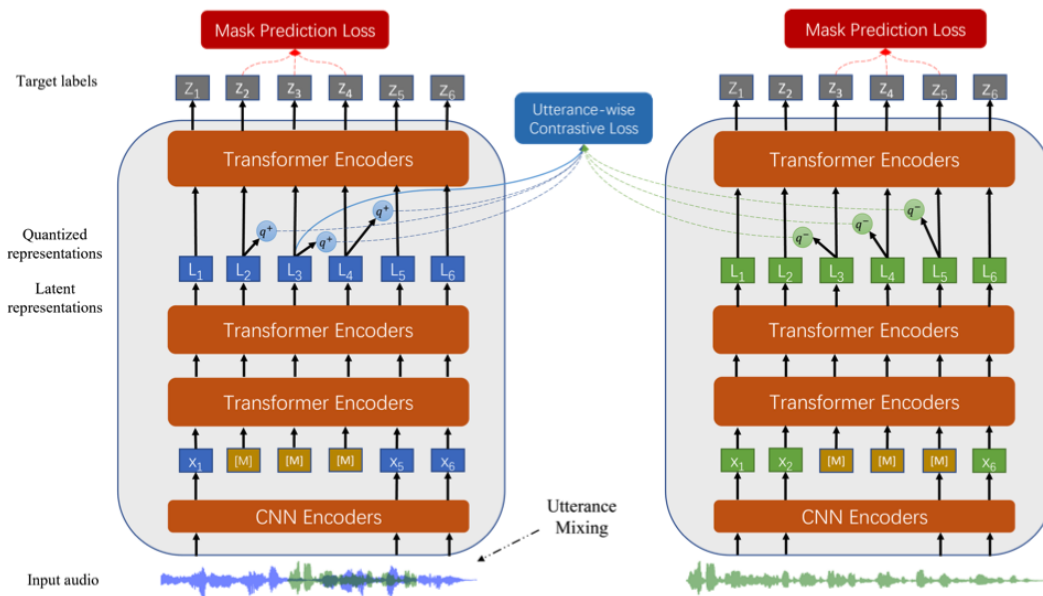 Mask Prediction Loss
Mask Prediction Loss
Target labels
Z1 Z2 Z3 Z4 Z5 Z6
Z1 Z2 Z3 Z4 Z5 Z6
Utterance-wise
Contrastive Loss
Transformer Encoders
Transformer Encoders
q+ q+ q+
q- q- q-
Quantized
representations
L1 L2 L3 L4 L5 L6
L1 L2 L3 L4 L5 L6
Latent
representations
Transformer Encoders
Transformer Encoders
Transformer Encoders
Transformer Encoders
X1 [M] [M] [M] X5 X6
X1 X2 [M] [M] [M] X6
CNN Encoders
CNN Encoders
Utterance
Mixing
Input audio